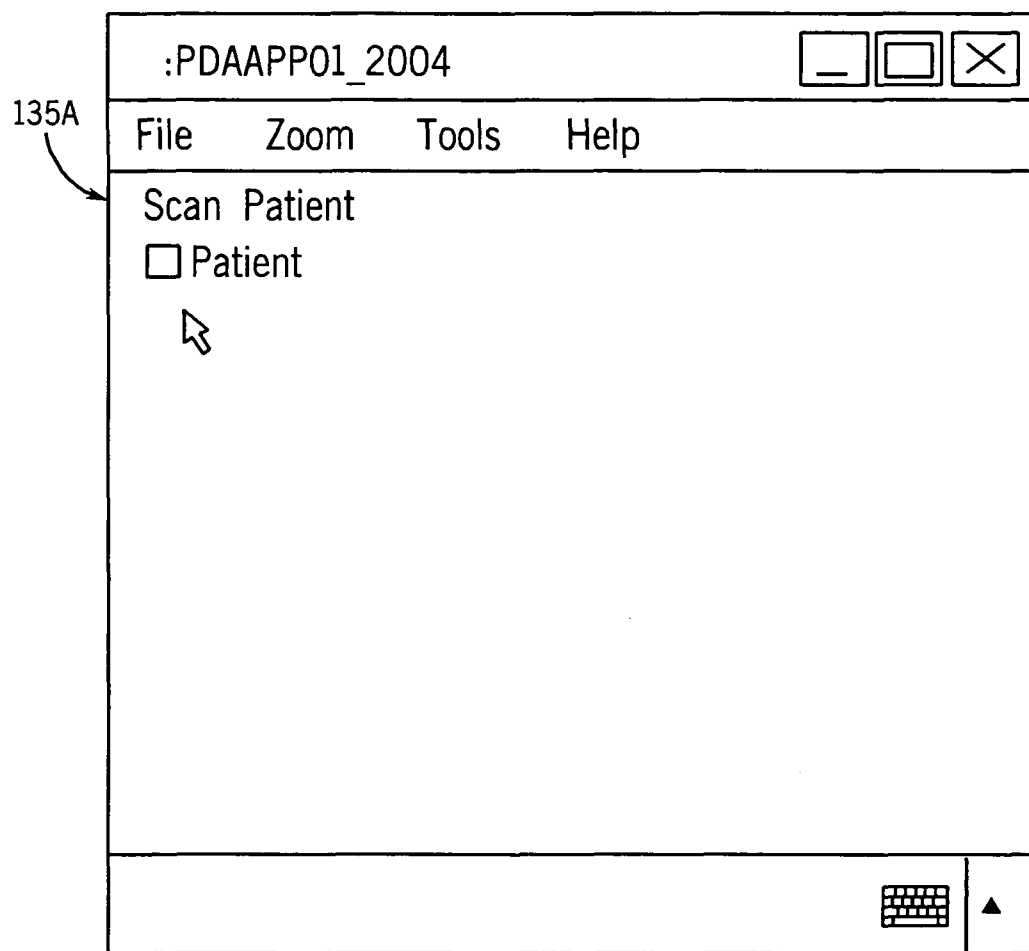 :PDAAPP01_2004
135A
File Zoom Tools Help
Scan Patient
Patient